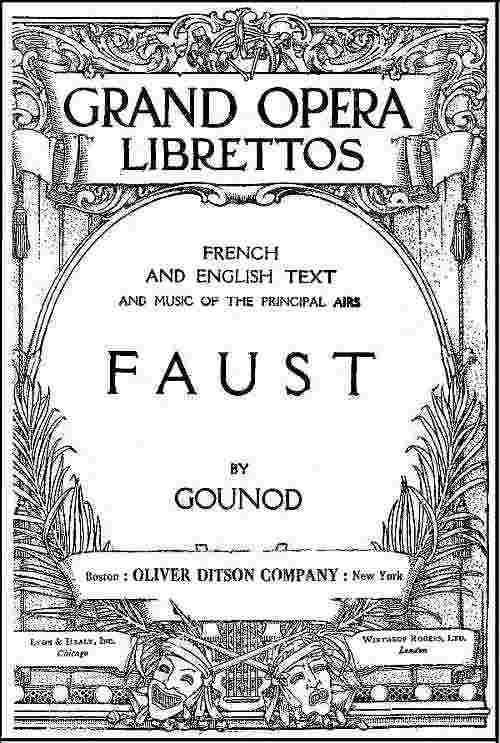 GRAND OPERA
LIBRETTOS
FRENCH
AND ENGLISH TEXT
AND MUSIC OF THE PRINCIPAL AIRS
FAUST
BY
GOUNOD
Boston : OLIVER DITSON COMPANY : New York
LYON & HEALY, INC.
Chicago
WINTHROP ROGERS, LTD.
London